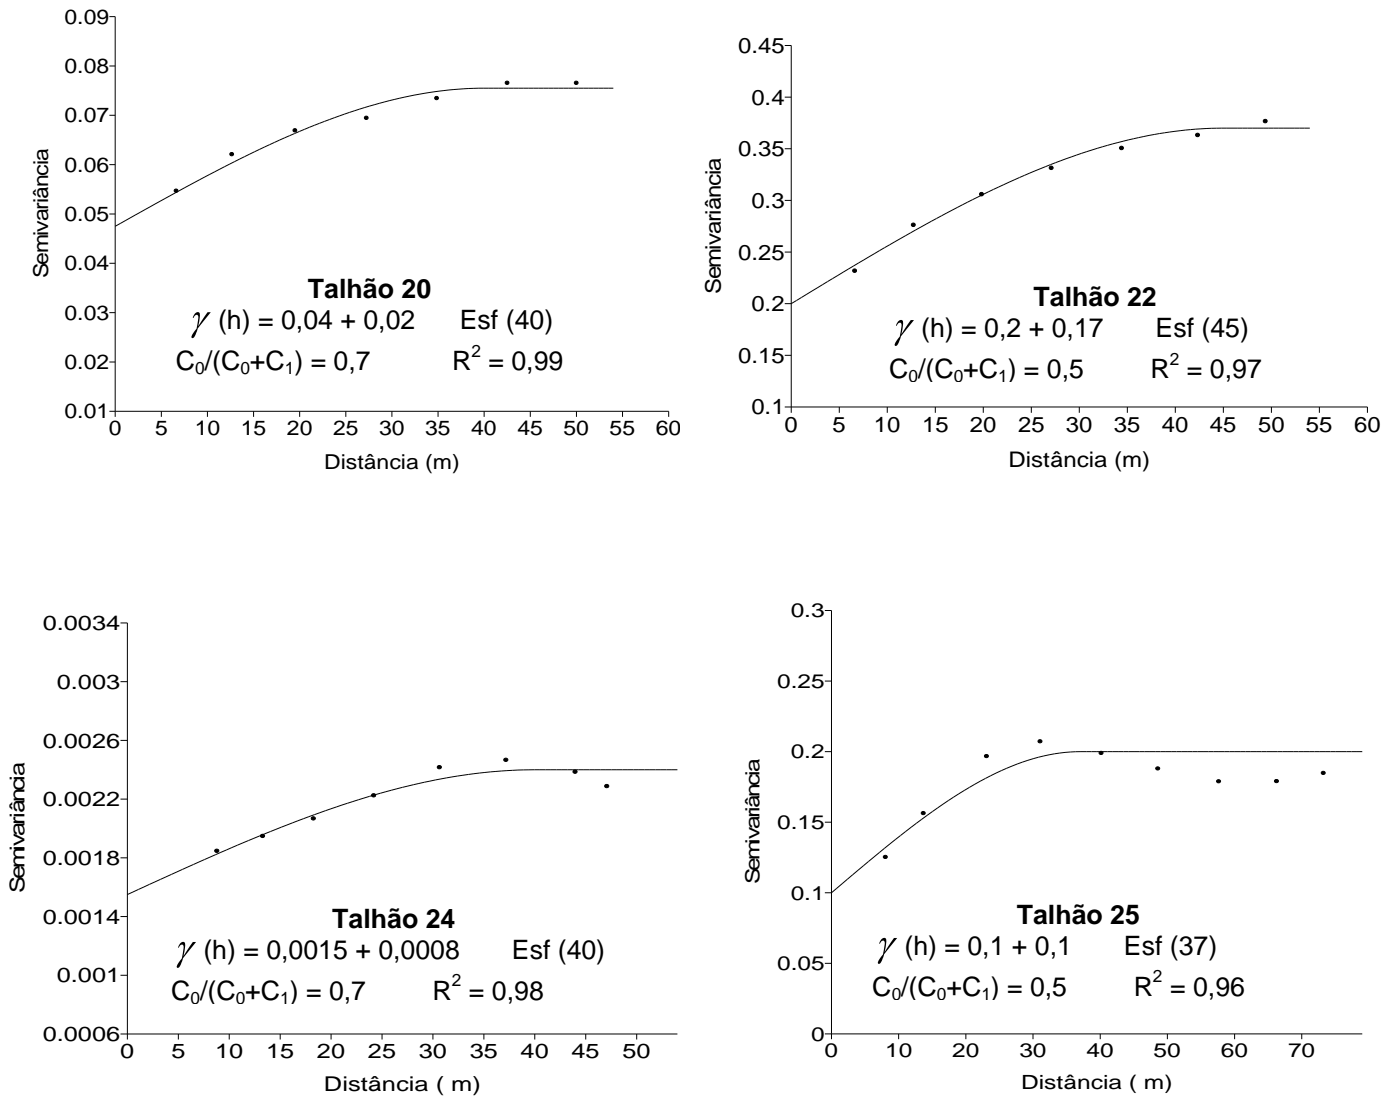 0.09
0.08
0.07
0.06
0.05
0.04
0.03
0.02
0.01
Semivariância
Talhão 20
γ (h) = 0,04 + 0,02 Esf (40)
C₀/(C₀+C₁) = 0,7 R² = 0,99
0 5 10 15 20 25 30 35 40 45 50 55 60
Distância (m)
0.45
0.4
0.35
0.3
0.25
0.2
0.15
0.1
Semivariância
Talhão 22
γ (h) = 0,2 + 0,17 Esf (45)
C₀/(C₀+C₁) = 0,5 R² = 0,97
0 5 10 15 20 25 30 35 40 45 50 55 60
Distância (m)
0.0034
0.003
0.0026
0.0022
0.0018
0.0014
0.001
0.0006
Semivariância
Talhão 24
γ (h) = 0,0015 + 0,0008 Esf (40)
C₀/(C₀+C₁) = 0,7 R² = 0,98
0 5 10 15 20 25 30 35 40 45 50
Distância ( m)
0.3
0.25
0.2
0.15
0.1
0.05
0
Semivariância
Talhão 25
γ (h) = 0,1 + 0,1 Esf (37)
C₀/(C₀+C₁) = 0,5 R² = 0,96
0 10 20 30 40 50 60 70
Distância ( m)